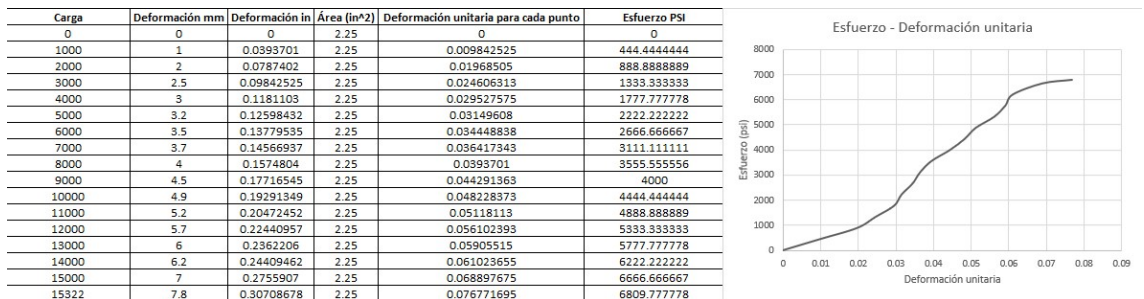 Carga Deformación mm Deformación in Área (in^2) Deformación unitaria para cada punto Esfuerzo PSI
0 0 0 2.25 0 0
1000 1 0.0393701 2.25 0.009842525 444.4444444
2000 2 0.0787402 2.25 0.01968505 888.8888889
3000 2.5 0.09842525 2.25 0.024606313 1333.333333
4000 3 0.1181103 2.25 0.029527575 1777.777778
5000 3.2 0.12598432 2.25 0.03149608 2222.222222
6000 3.5 0.13779535 2.25 0.034448838 2666.666667
7000 3.7 0.14566937 2.25 0.036417343 3111.111111
8000 4 0.1574804 2.25 0.0393701 3555.555556
9000 4.5 0.17716545 2.25 0.044291363 4000
10000 4.9 0.19291349 2.25 0.048228373 4444.444444
11000 5.2 0.20472452 2.25 0.05118113 4888.888889
12000 5.7 0.22440957 2.25 0.056102393 5333.333333
13000 6 0.2362206 2.25 0.05905515 5777.777778
14000 6.2 0.24409462 2.25 0.061023655 6222.222222
15000 7 0.2755907 2.25 0.068897675 6666.666667
15322 7.8 0.30708678 2.25 0.076771695 6809.777778
Esfuerzo - Deformación unitaria
8000
7000
6000
5000
4000
3000
2000
1000
0
Esfuerzo (psi)
0 0.01 0.02 0.03 0.04 0.05 0.06 0.07 0.08 0.09
Deformación unitaria